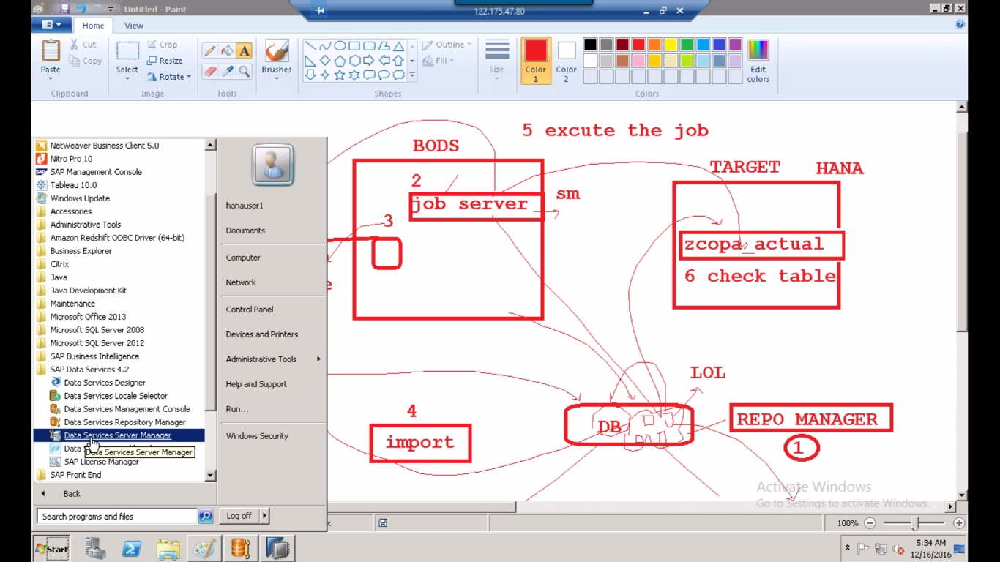 Untitled - Paint
122.175.47.80
Home
View
Paste
Cut
Copy
Clipboard
Select
Crop
Resize
Rotate
Image
A
Tools
Brushes
Outline
Fill
Shapes
Size
Color 1
Color 2
Edit colors
Colors
5 excute the job
BODS
2
job server
sm
3
TARGET
HANA
zcopa_actual
6 check table
e
LOL
4
import
DB
REPO MANAGER
1
NetWeaver Business Client 5.0
Nitro Pro 10
SAP Management Console
Tableau 10.0
Windows Update
Accessories
Administrative Tools
Amazon Redshift ODBC Driver (64-bit)
Business Explorer
Citrix
Java
Java Development Kit
Maintenance
Microsoft Office 2013
Microsoft SQL Server 2008
Microsoft SQL Server 2012
SAP Business Intelligence
SAP Data Services 4.2
Data Services Designer
Data Services Locale Selector
Data Services Management Console
Data Services Repository Manager
Data Services Server Manager
Data
Data Services Server Manager
SAP License Manager
SAP Front End
Back
Search programs and files
hanauser1
Documents
Computer
Network
Control Panel
Devices and Printers
Administrative Tools
Help and Support
Run...
Windows Security
Log off
Activate Windows
Go to Settings to activate Windows.
100%
Start
5:34 AM
12/16/2016